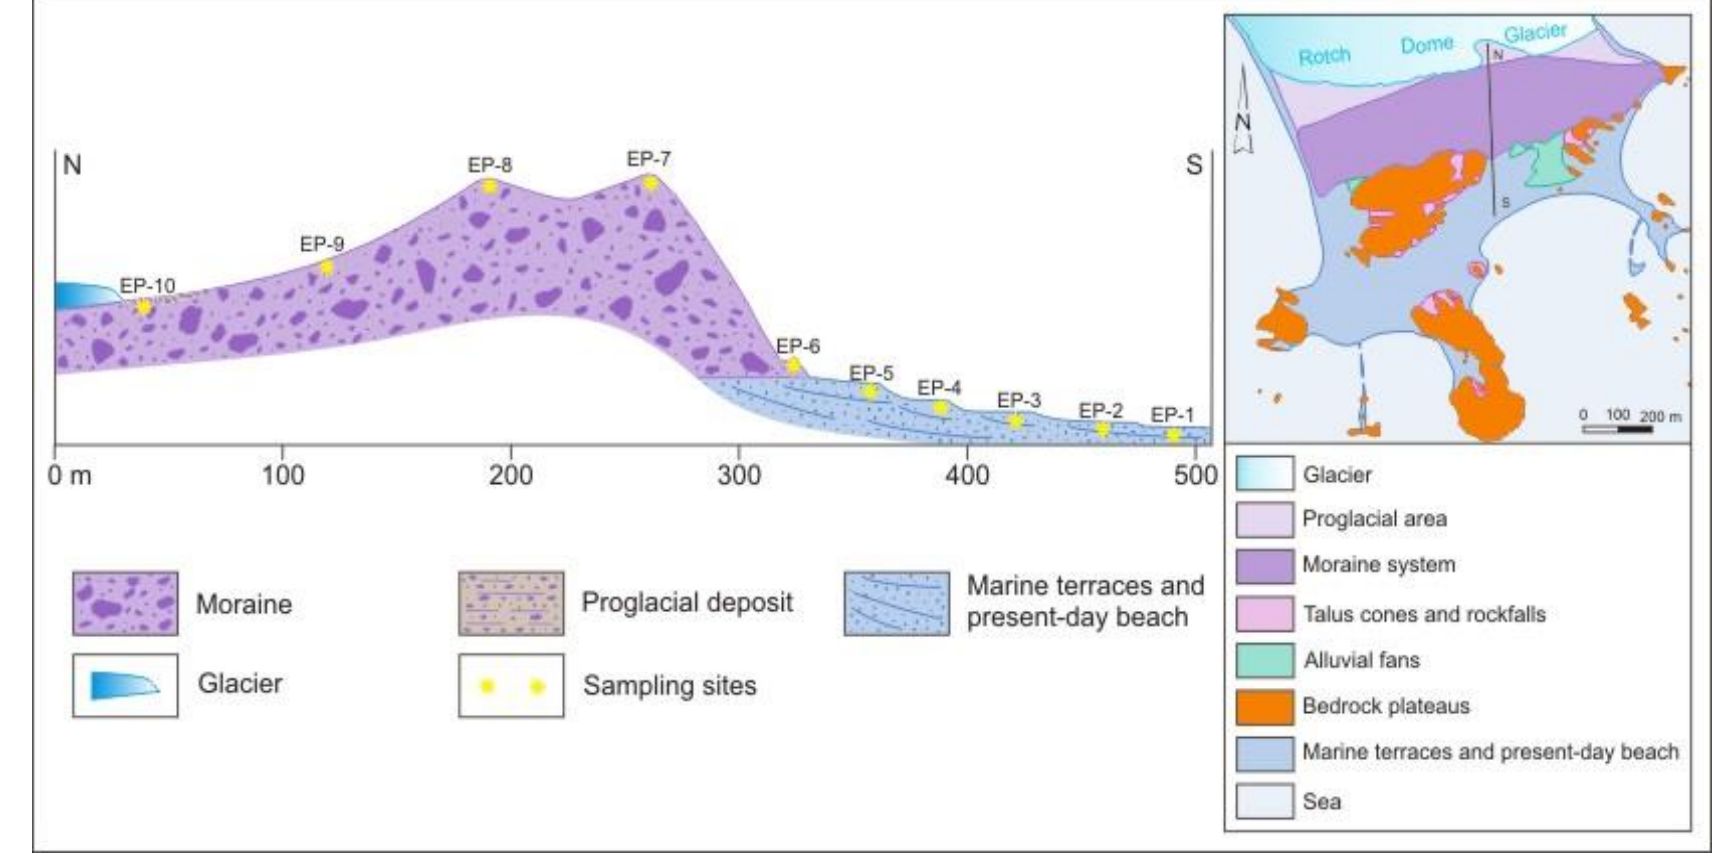 N
S
EP-8
EP-7
EP-9
EP-10
EP-6
EP-5
EP-4
EP-3
EP-2
EP-1
0 m
100
200
300
400
500
Moraine
Proglacial deposit
Marine terraces and
present-day beach
Glacier
Sampling sites
Rotch Dome Glacier
N
N
S
0 100 200 m
Glacier
Proglacial area
Moraine system
Talus cones and rockfalls
Alluvial fans
Bedrock plateaus
Marine terraces and present-day beach
Sea